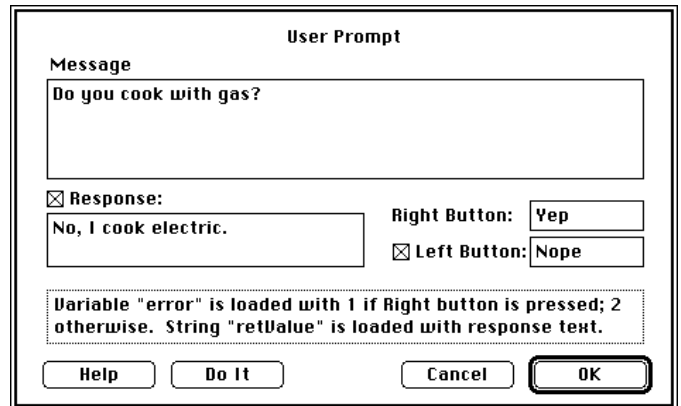 User Prompt
Message
Do you cook with gas?
Response:
No, I cook electric.
Right Button: Yep
Left Button: Nope
Variable "error" is loaded with 1 if Right button is pressed; 2
otherwise. String "retValue" is loaded with response text.
Help Do It Cancel OK